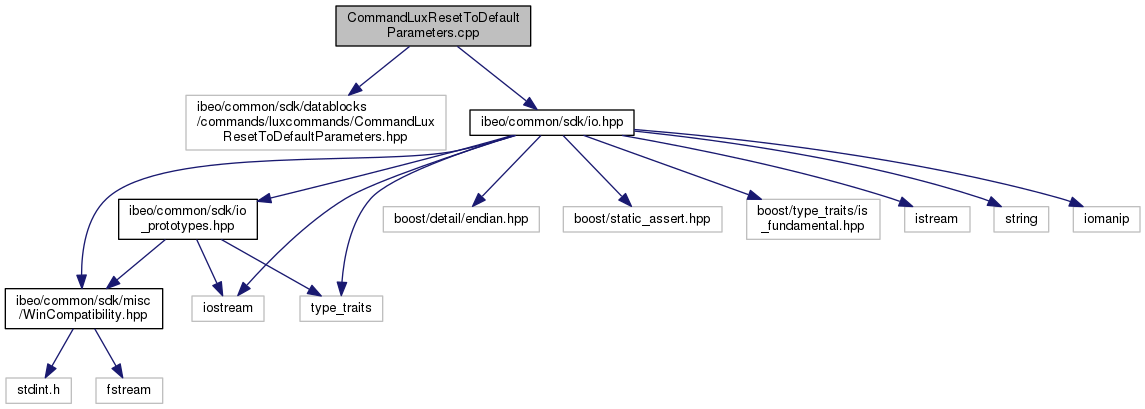 CommandLuxResetToDefault
Parameters.cpp
ibeo/common/sdk/datablocks
/commands/luxcommands/CommandLux
ResetToDefaultParameters.hpp
ibeo/common/sdk/io.hpp
ibeo/common/sdk/io
_prototypes.hpp
boost/detail/endian.hpp
boost/static_assert.hpp
boost/type_traits/is
_fundamental.hpp
istream
string
iomanip
ibeo/common/sdk/misc
/WinCompatibility.hpp
iostream
type_traits
stdint.h
fstream